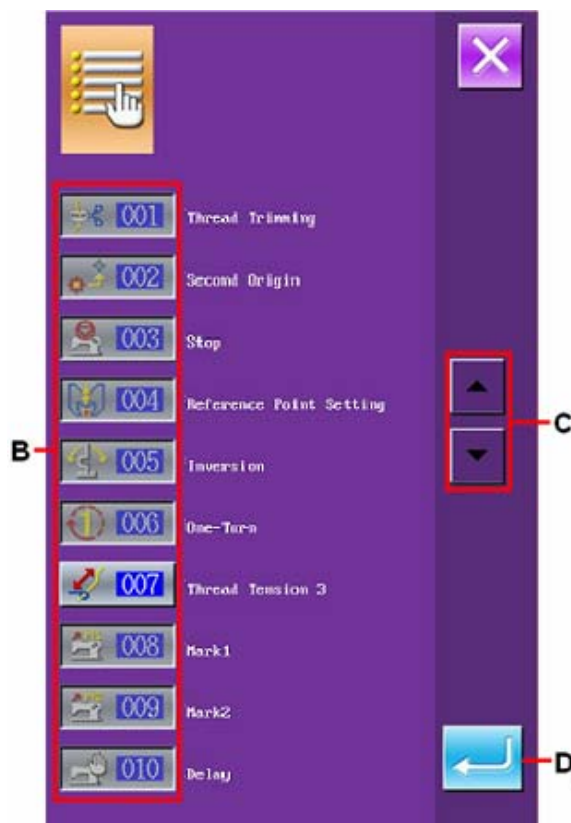 001 Thread Trimming
002 Second Origin
003 Stop
004 Reference Point Setting
C
B
005 Inversion
006 One-Turn
007 Thread Tension 3
008 Mark1
009 Mark2
D
010 Delay